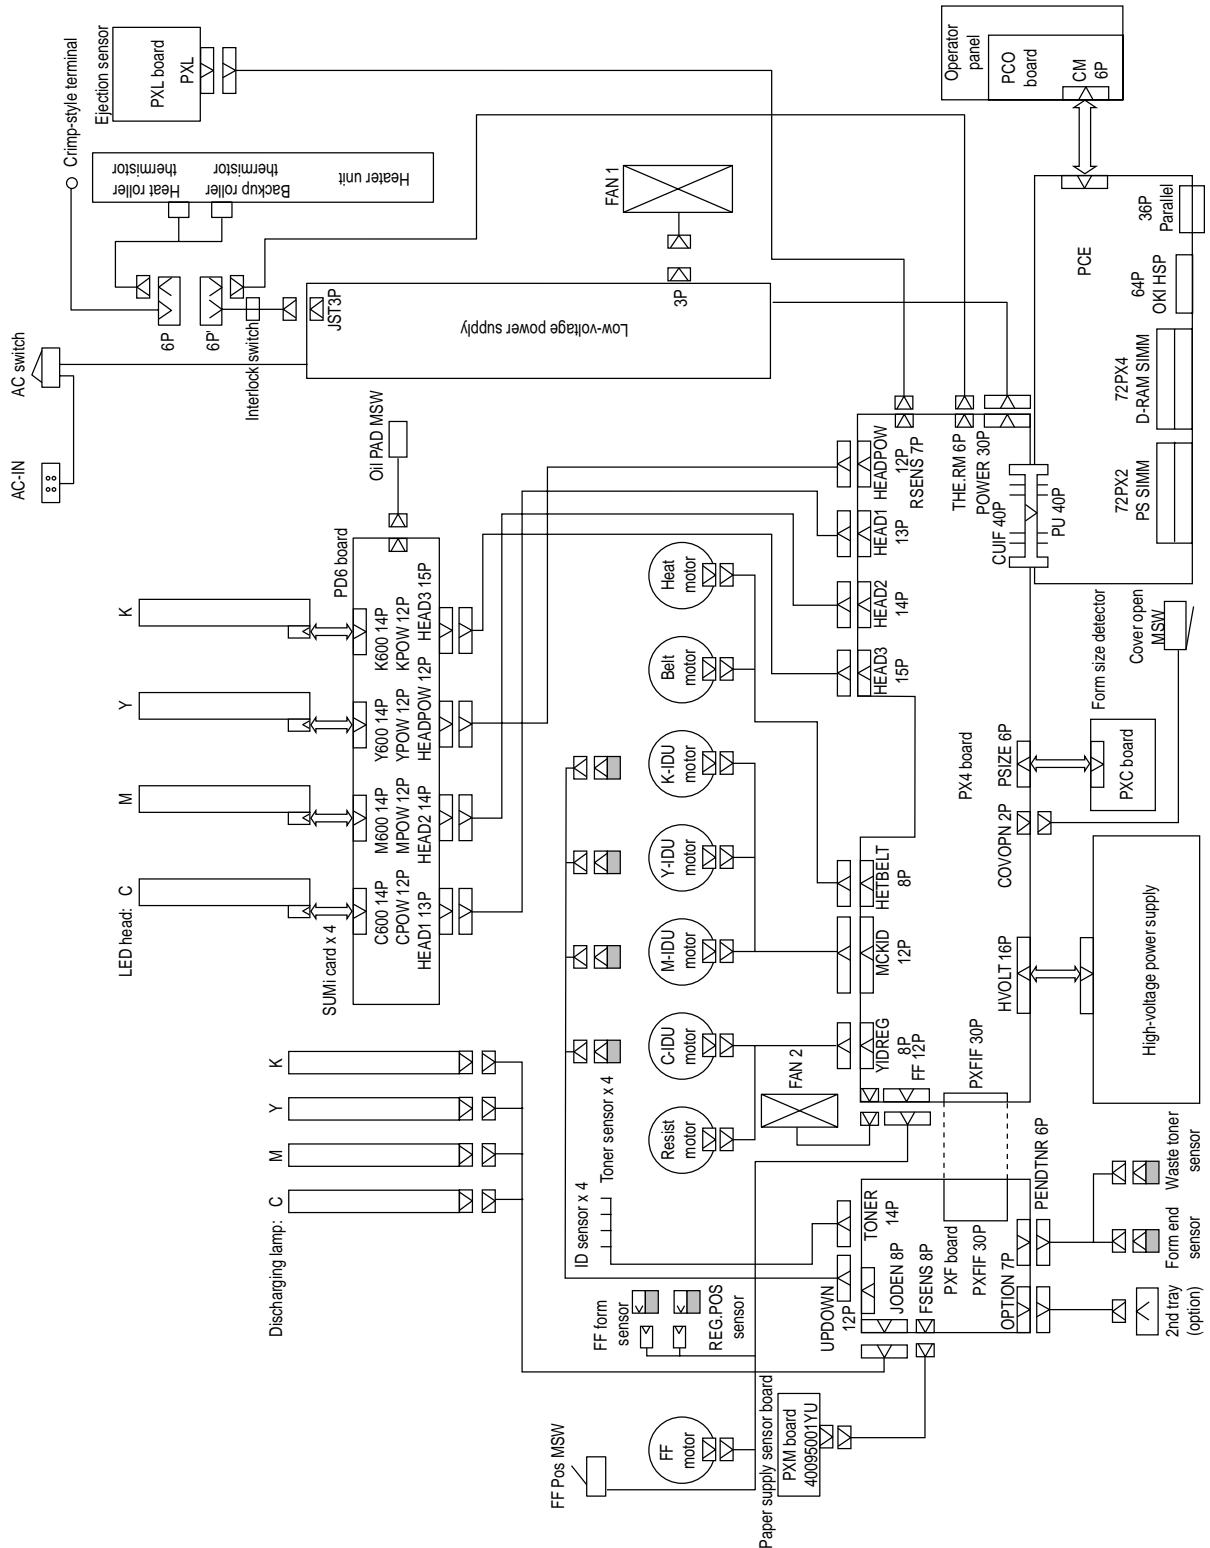 AC-IN
AC switch
Crimp-style terminal
Ejection sensor
PXL board
PXL
Heat roller
thermistor
Backup roller
thermistor
Heater unit
6P
6P'
Interlock switch
JST3P
Low-voltage power supply
3P
FAN 1
Operator
panel
PCO
board
CM
6P
PCE
36P
Parallel
64P
OKI HSP
72PX4
D-RAM SIMM
72PX2
PS SIMM
Oil PAD MSW
LED head:
C
M
Y
K
SUMi card x 4
PD6 board
C600 14P
CPOW 12P
HEAD1 13P
M600 14P
MPOW 12P
HEAD2 14P
Y600 14P
YPOW 12P
HEADPOW 12P
K600 14P
KPOW 12P
HEAD3 15P
Discharging lamp:
C
M
Y
K
ID sensor x 4
Toner sensor x 4
FF Pos MSW
FF
motor
FF form
sensor
REG.POS
sensor
Resist
motor
C-IDU
motor
M-IDU
motor
Y-IDU
motor
K-IDU
motor
Belt
motor
Heat
motor
FAN 2
Paper supply sensor board
PXM board
40095001YU
UPDOWN
12P
TONER
14P
JODEN 8P
FSENS 8P
PXF board
PXFIF 30P
OPTION 7P
PENDTNR 6P
2nd tray
(option)
Form end
sensor
Waste toner
sensor
YIDREG
8P
FF 12P
PXFIF 30P
MCKID
12P
HETBELT
8P
HEAD3
15P
HEAD2
14P
HEAD1
13P
HEADPOW
12P
RSENS 7P
THE.RM 6P
POWER 30P
CUIF 40P
PU 40P
PX4 board
HVOLT 16P
COVOPN 2P
PSIZE 6P
High-voltage power supply
PXC board
Form size detector
Cover open
MSW